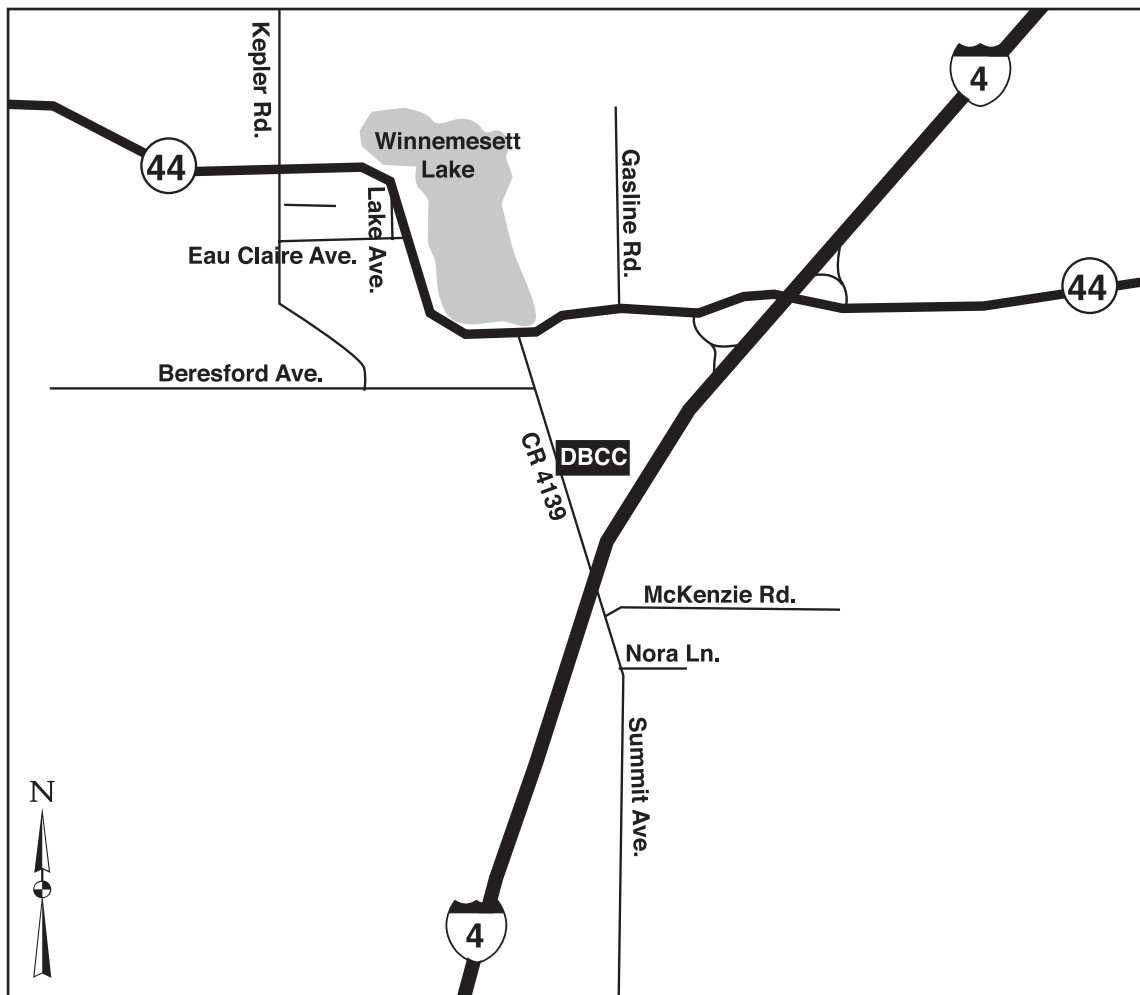 Kepler Rd.
4
Winnemesett
Lake
44
Gasline Rd.
Lake Ave.
Eau Claire Ave.
44
Beresford Ave.
CR 4139
DBCC
McKenzie Rd.
Nora Ln.
Summit Ave.
N
4